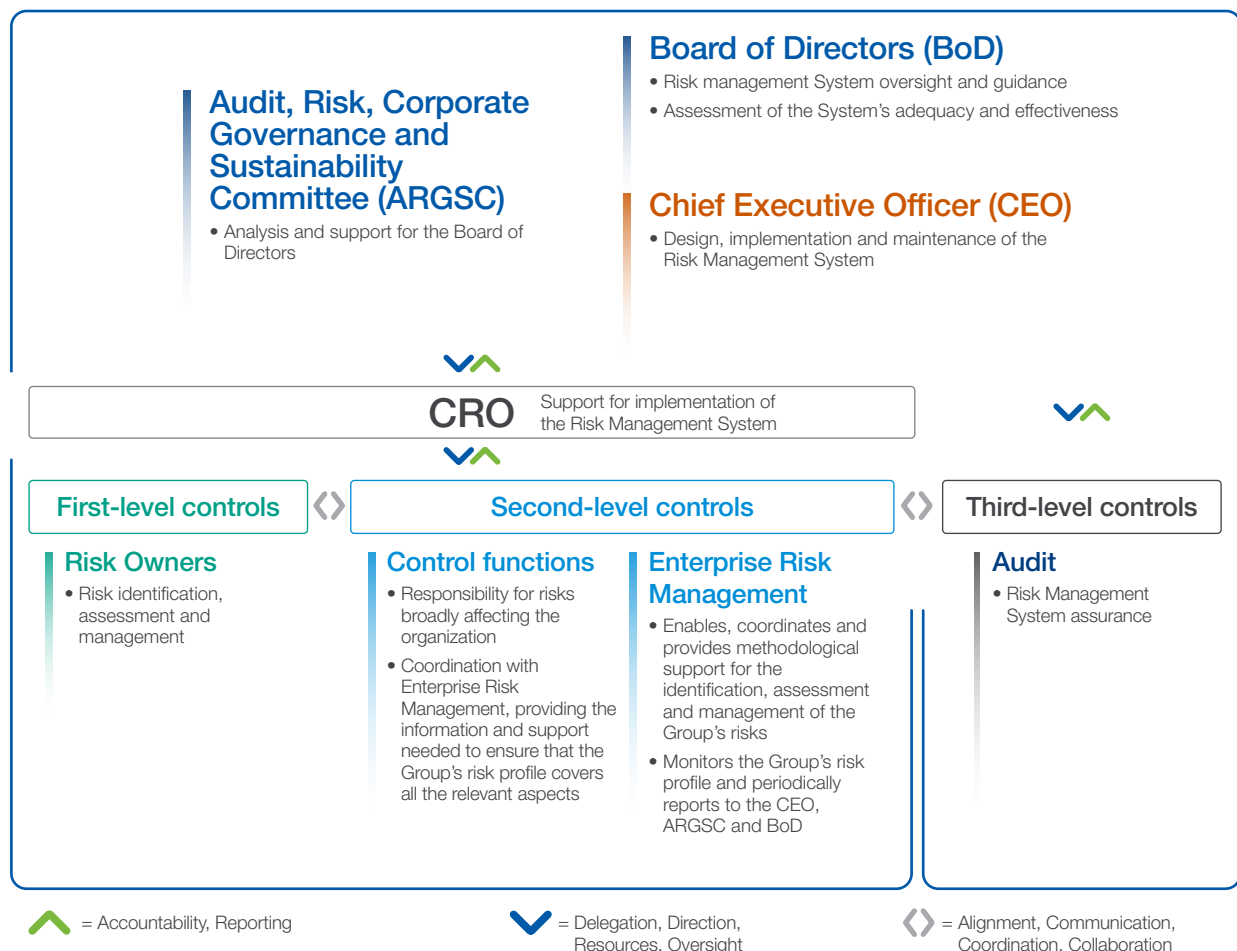 Audit, Risk, Corporate
Governance and
Sustainability
Committee (ARGSC)
• Analysis and support for the Board of
Directors
Board of Directors (BoD)
• Risk management System oversight and guidance
• Assessment of the System's adequacy and effectiveness
Chief Executive Officer (CEO)
• Design, implementation and maintenance of the
Risk Management System
CRO
Support for implementation of
the Risk Management System
First-level controls
Second-level controls
Third-level controls
Risk Owners
• Risk identification,
assessment and
management
Control functions
• Responsibility for risks
broadly affecting the
organization
• Coordination with
Enterprise Risk
Management, providing the
information and support
needed to ensure that the
Group's risk profile covers
all the relevant aspects
Enterprise Risk
Management
• Enables, coordinates and
provides methodological
support for the
identification, assessment
and management of the
Group's risks
• Monitors the Group's risk
profile and periodically
reports to the CEO,
ARGSC and BoD
Audit
• Risk Management
System assurance
= Accountability, Reporting
= Delegation, Direction,
Resources, Oversight
= Alignment, Communication,
Coordination, Collaboration